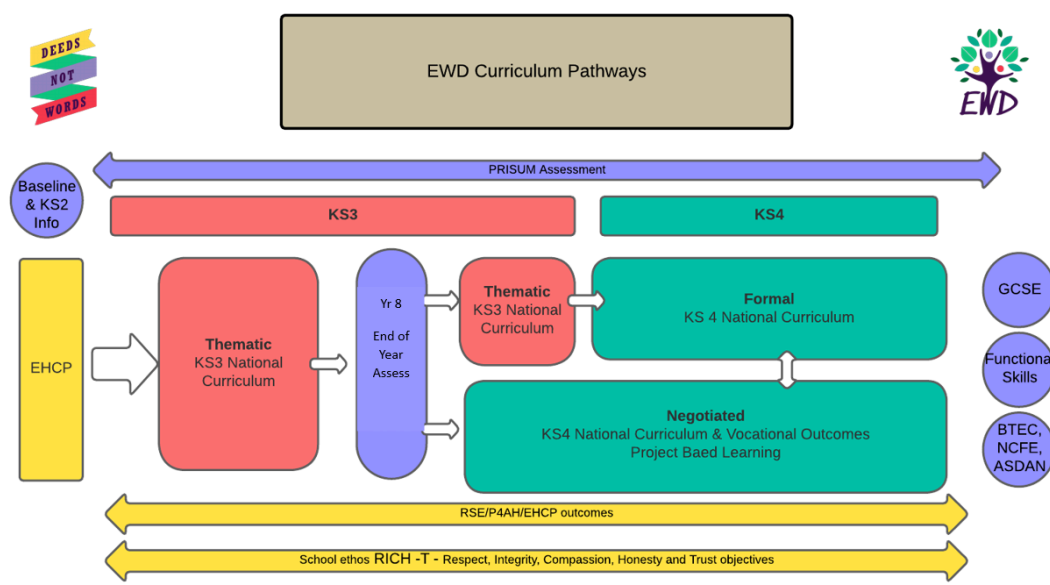 DEEDS
NOT
WORDS
EWD Curriculum Pathways
EWD
PRISUM Assessment
Baseline
& KS2
Info
KS3
KS4
EHCP
Thematic
KS3 National
Curriculum
Yr 8
End of
Year
Assess
Thematic
KS3 National
Curriculum
Formal
KS 4 National Curriculum
Negotiated
KS4 National Curriculum & Vocational Outcomes
Project Baed Learning
GCSE
Functional
Skills
BTEC,
NCFE,
ASDAN
RSE/P4AH/EHCP outcomes
School ethos RICH -T - Respect, Integrity, Compassion, Honesty and Trust objectives